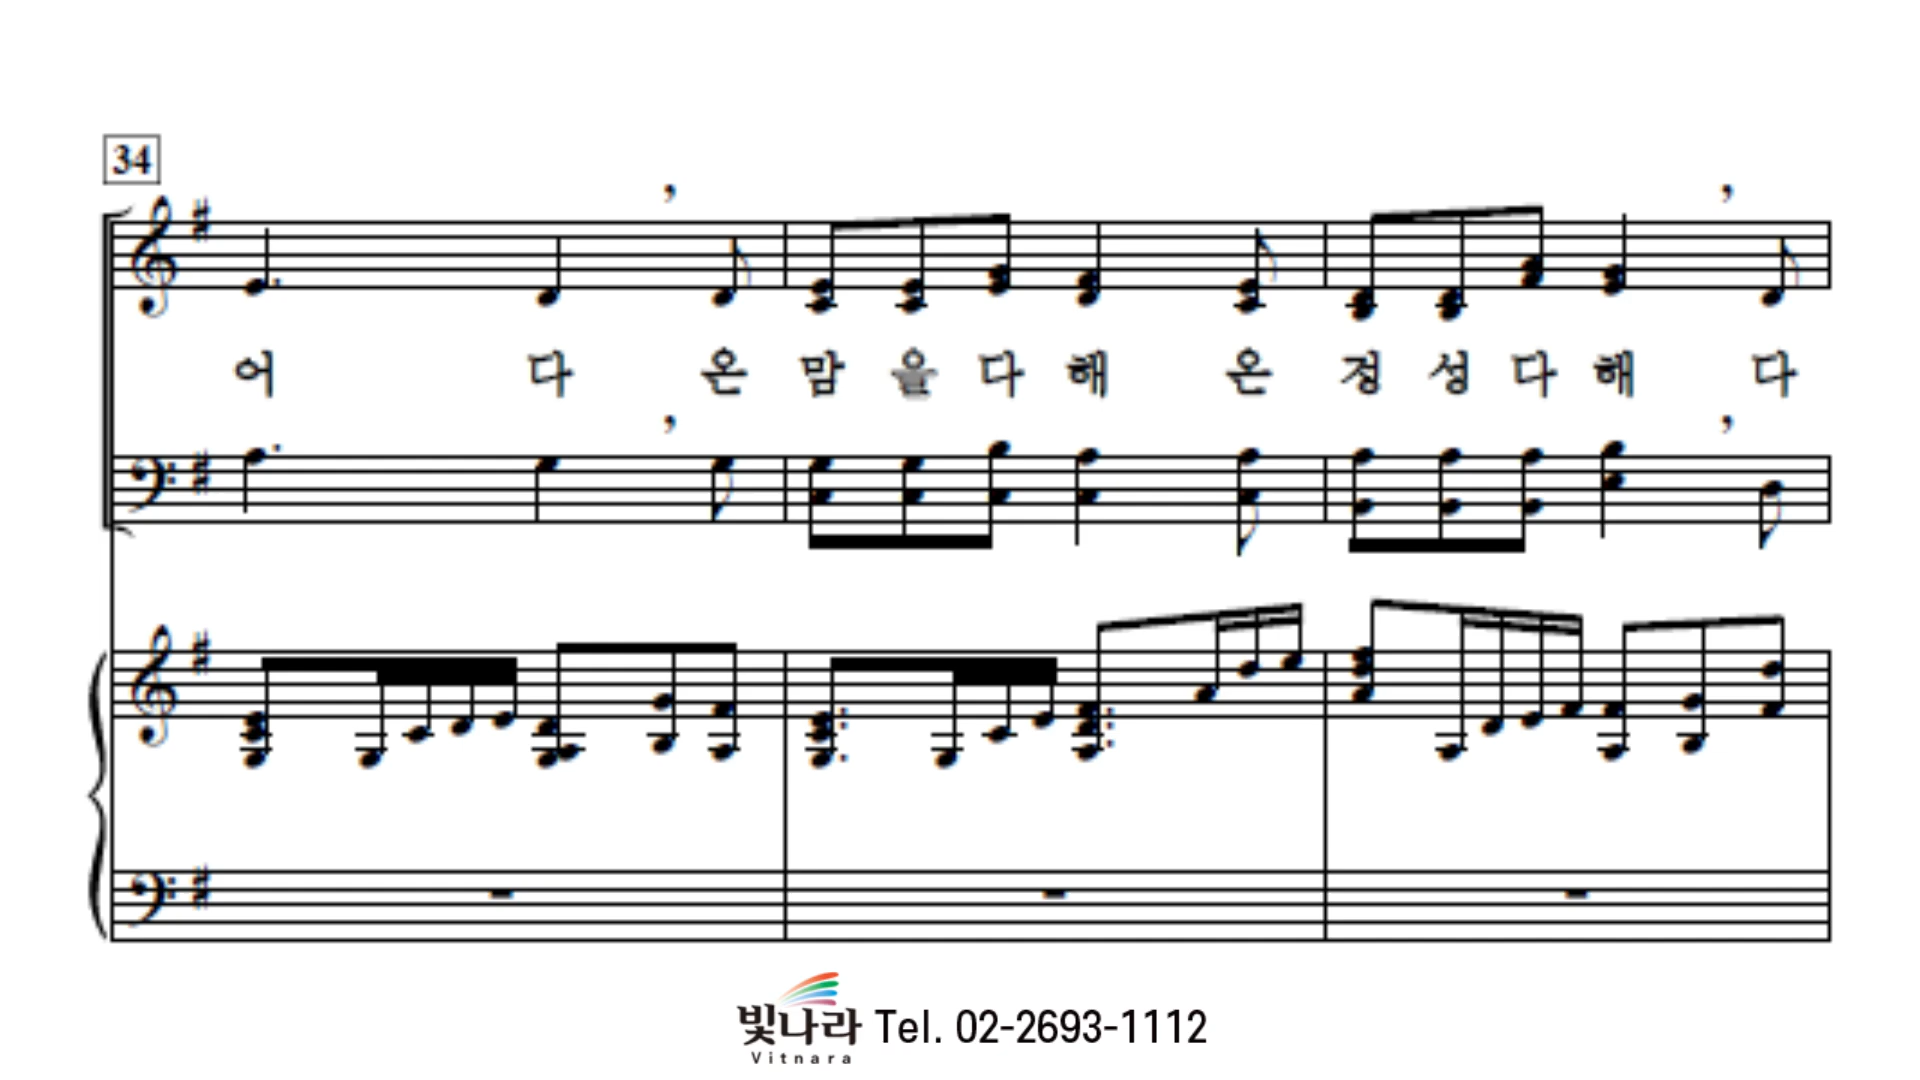 34
어 다 온 맘 을 다 해 온 정 성 다 해 다
빛나라 Tel. 02-2693-1112
Vitnara